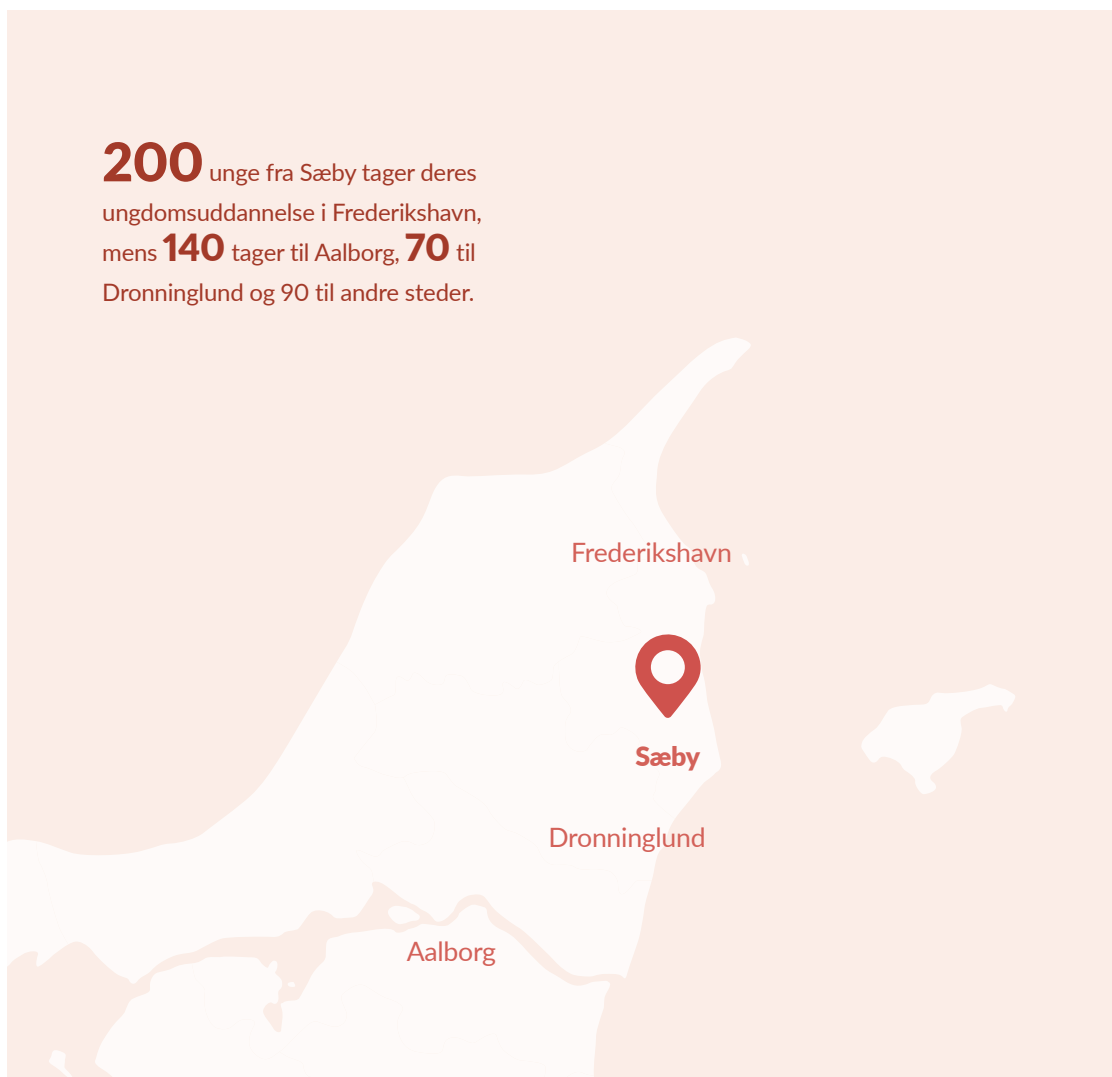 200 unge fra Sæby tager deres
ungdomsuddannelse i Frederikshavn,
mens 140 tager til Aalborg, 70 til
Dronninglund og 90 til andre steder.
Frederikshavn
Sæby
Dronninglund
Aalborg